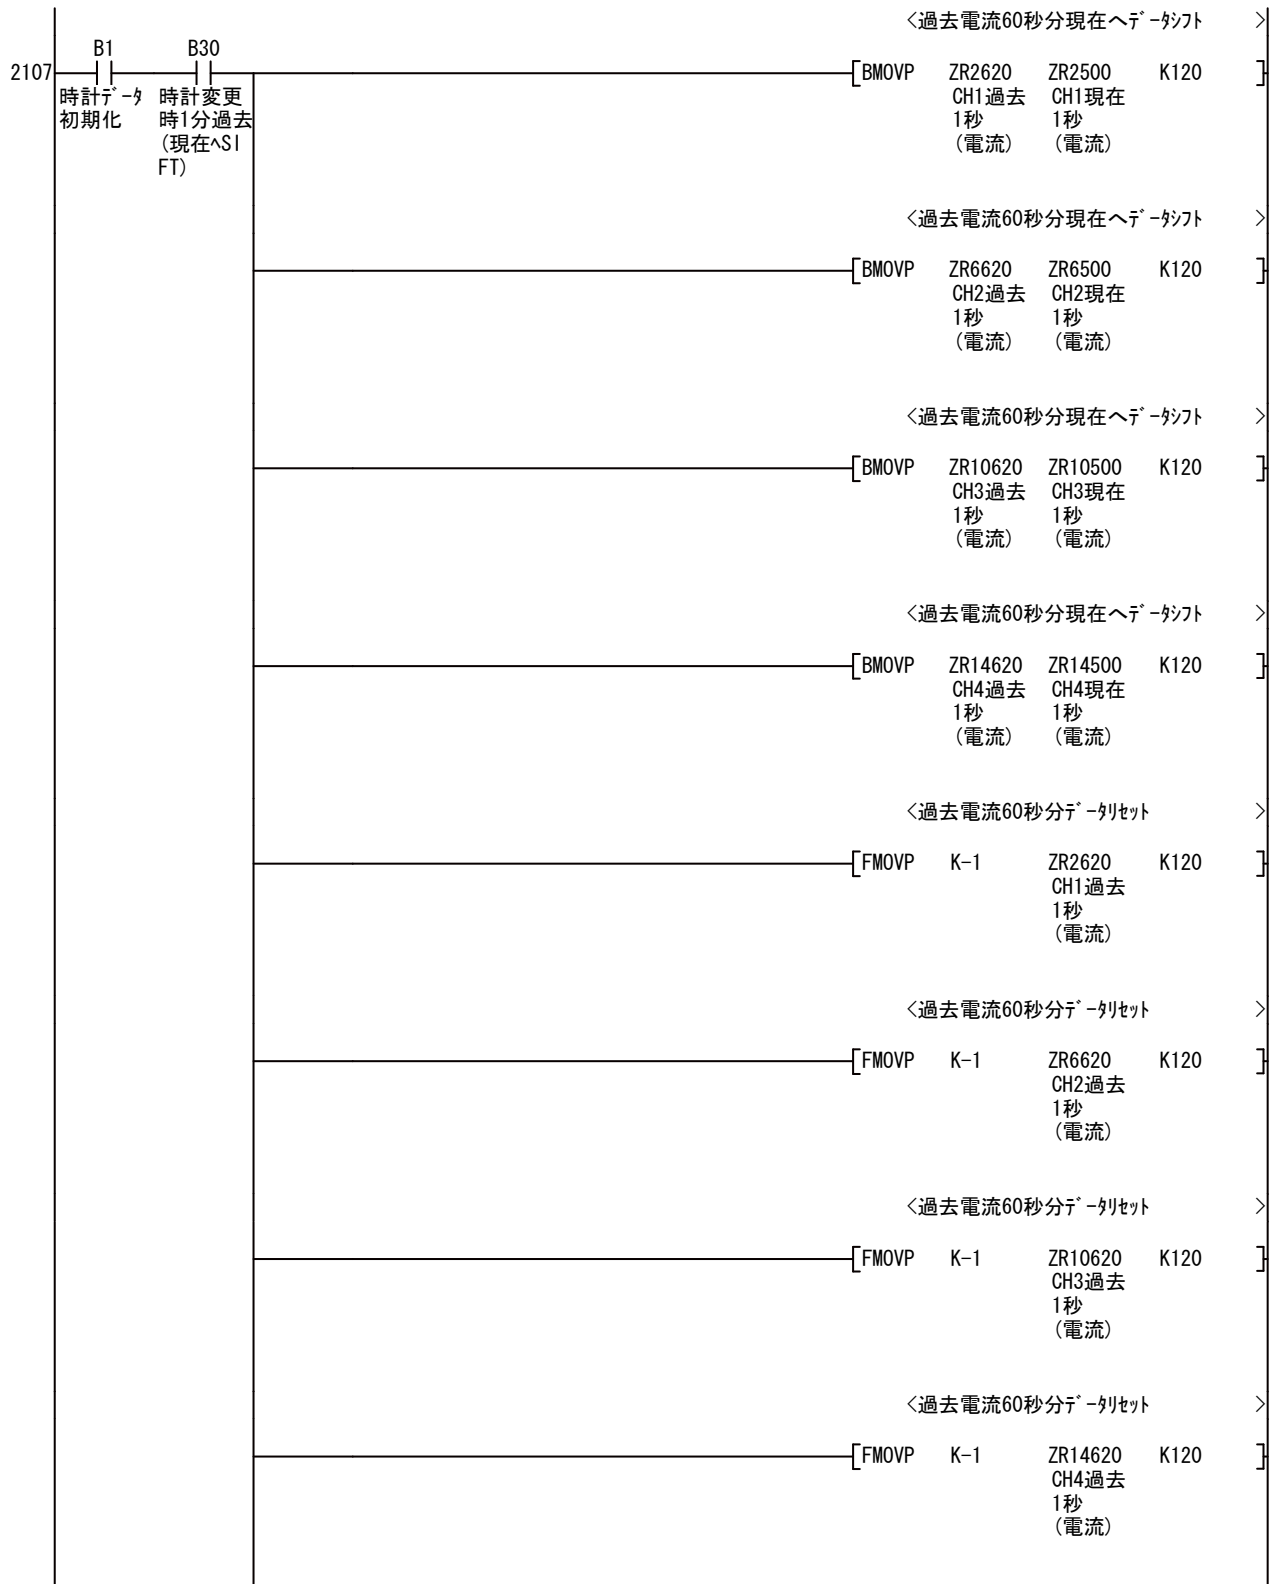 <過去電流60秒分現在へﾃﾞｰﾀｼﾌﾄ >
B1 B30
2107 [BMOVP ZR2620 ZR2500 K120 ]
時計ﾃﾞｰﾀ 時計変更 CH1過去 CH1現在
初期化 時1分過去 1秒 1秒
(現在へSI (電流) (電流)
FT)
<過去電流60秒分現在へﾃﾞｰﾀｼﾌﾄ >
[BMOVP ZR6620 ZR6500 K120 ]
CH2過去 CH2現在
1秒 1秒
(電流) (電流)
<過去電流60秒分現在へﾃﾞｰﾀｼﾌﾄ >
[BMOVP ZR10620 ZR10500 K120 ]
CH3過去 CH3現在
1秒 1秒
(電流) (電流)
<過去電流60秒分現在へﾃﾞｰﾀｼﾌﾄ >
[BMOVP ZR14620 ZR14500 K120 ]
CH4過去 CH4現在
1秒 1秒
(電流) (電流)
<過去電流60秒分ﾃﾞｰﾀﾘｾｯﾄ >
[FMOVP K-1 ZR2620 K120 ]
CH1過去
1秒
(電流)
<過去電流60秒分ﾃﾞｰﾀﾘｾｯﾄ >
[FMOVP K-1 ZR6620 K120 ]
CH2過去
1秒
(電流)
<過去電流60秒分ﾃﾞｰﾀﾘｾｯﾄ >
[FMOVP K-1 ZR10620 K120 ]
CH3過去
1秒
(電流)
<過去電流60秒分ﾃﾞｰﾀﾘｾｯﾄ >
[FMOVP K-1 ZR14620 K120 ]
CH4過去
1秒
(電流)